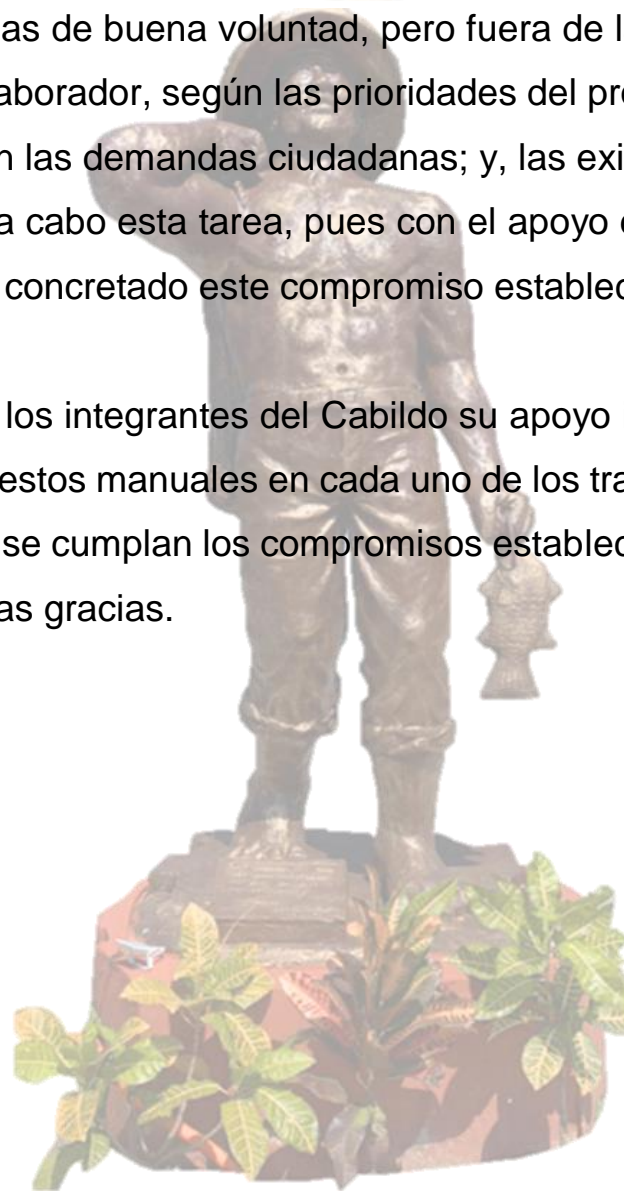 as de buena voluntad, pero fuera de l
aborador, según las prioridades del pr
n las demandas ciudadanas; y, las exi
a cabo esta tarea, pues con el apoyo
concretado este compromiso establec
los integrantes del Cabildo su apoyo
estos manuales en cada uno de los tra
se cumplan los compromisos establec
as gracias.